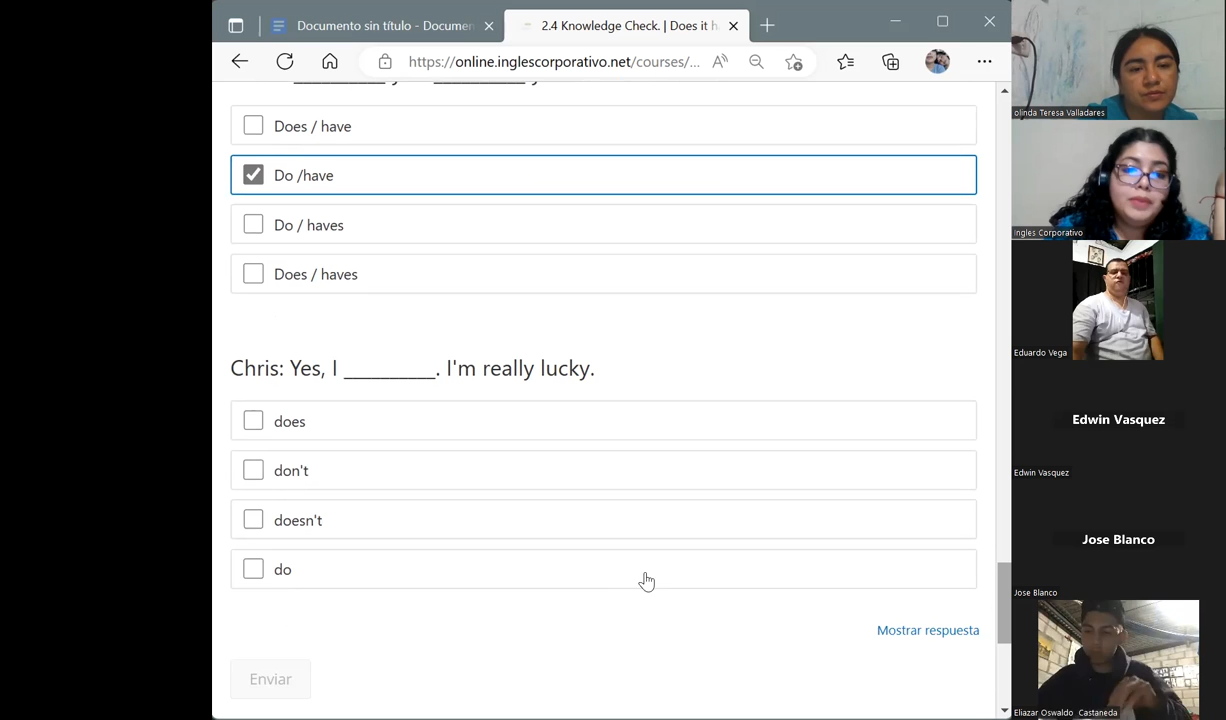 Documento sin título - Documen
2.4 Knowledge Check. | Does it h
https://online.inglescorporativo.net/courses/...
Does / have
Do /have
Do / haves
Does / haves
Chris: Yes, I __________. I'm really lucky.
does
don't
doesn't
do
Mostrar respuesta
Enviar
olinda Teresa Valladares
Ingles Corporativo
Eduardo Vega
Edwin Vasquez
Edwin Vasquez
Jose Blanco
Jose Blanco
Eliazar Oswaldo Castaneda